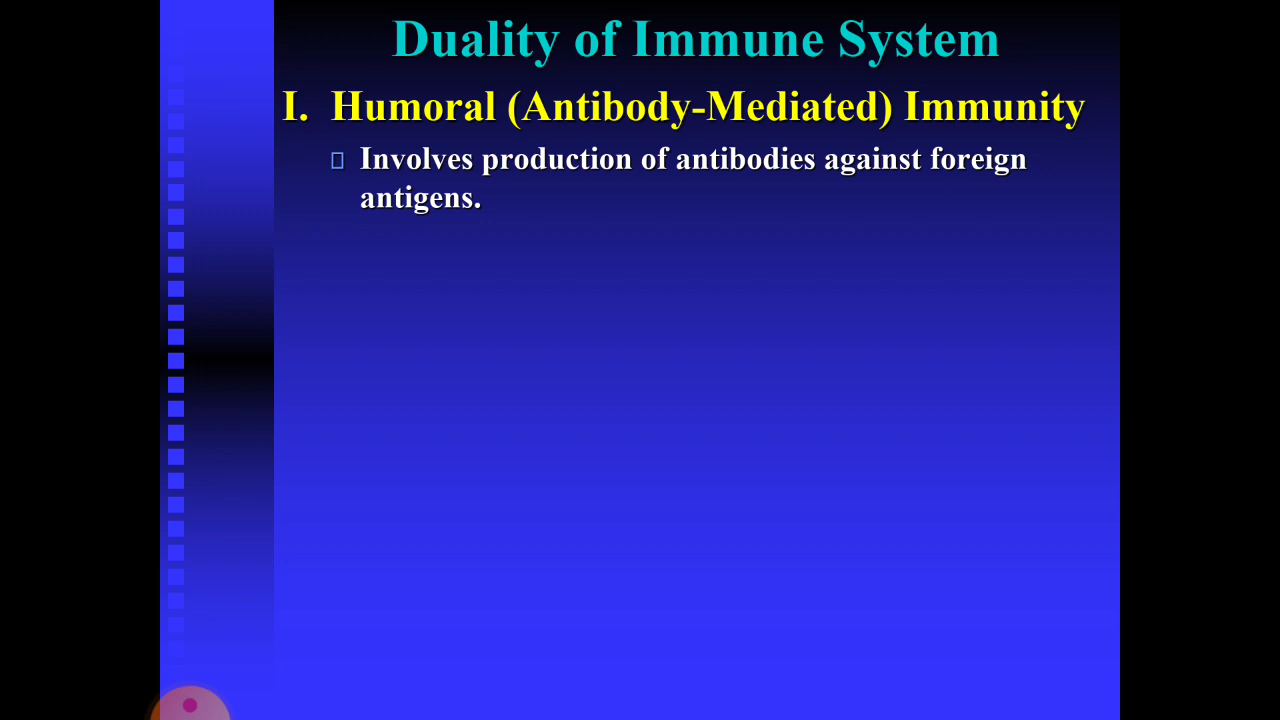 Duality of Immune System
I. Humoral (Antibody-Mediated) Immunity
Involves production of antibodies against foreign
antigens.